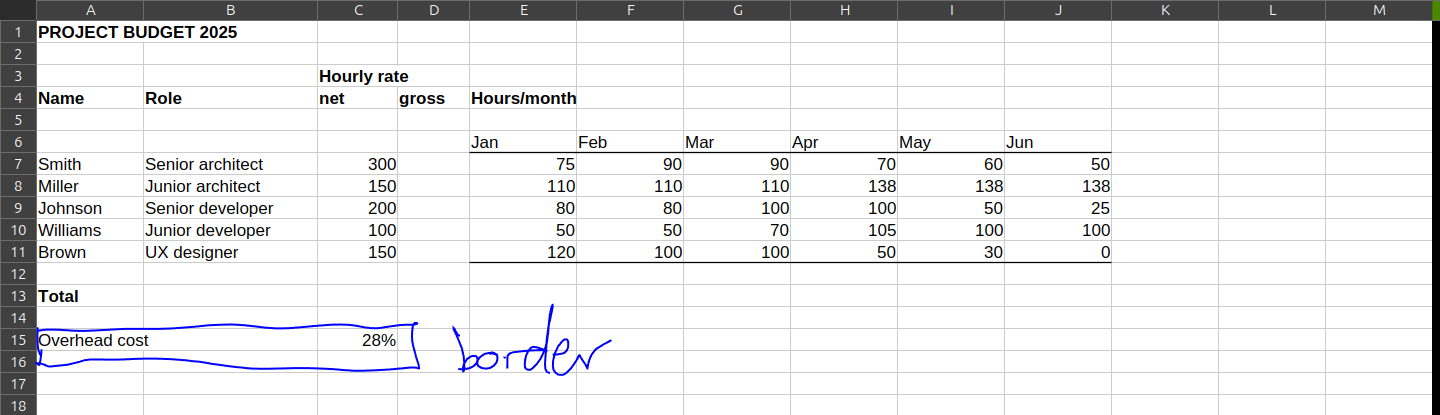 A B C D E F G H I J K L M
1 PROJECT BUDGET 2025
2
3 Hourly rate
4 Name Role net gross Hours/month
5
6 Jan Feb Mar Apr May Jun
7 Smith Senior architect 300 75 90 90 70 60 50
8 Miller Junior architect 150 110 110 110 138 138 138
9 Johnson Senior developer 200 80 80 100 100 50 25
10 Williams Junior developer 100 50 50 70 105 100 100
11 Brown UX designer 150 120 100 100 50 30 0
12
13 Total
14
15 Overhead cost 28% border
16
17
18